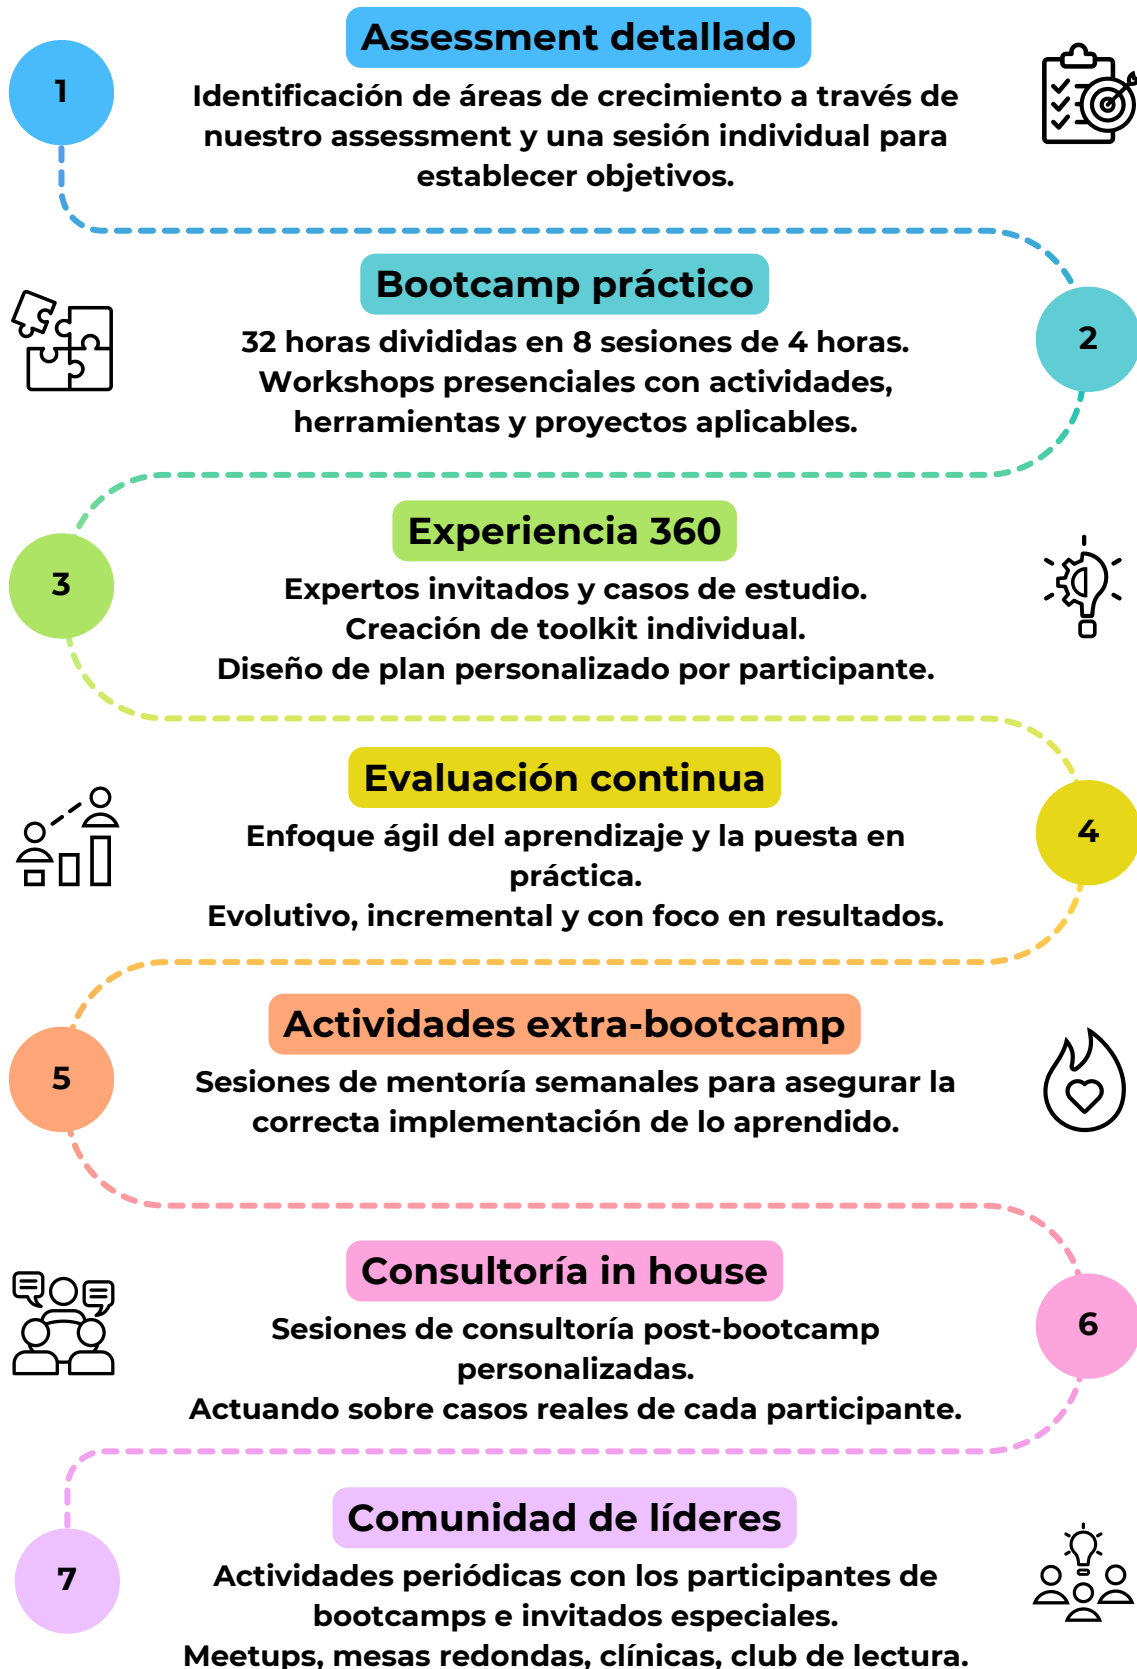 Assessment detallado
1
Identificación de áreas de crecimiento a través de
nuestro assessment y una sesión individual para
establecer objetivos.
Bootcamp práctico
2
32 horas divididas en 8 sesiones de 4 horas.
Workshops presenciales con actividades,
herramientas y proyectos aplicables.
Experiencia 360
3
Expertos invitados y casos de estudio.
Creación de toolkit individual.
Diseño de plan personalizado por participante.
Evaluación continua
4
Enfoque ágil del aprendizaje y la puesta en
práctica.
Evolutivo, incremental y con foco en resultados.
Actividades extra-bootcamp
5
Sesiones de mentoría semanales para asegurar la
correcta implementación de lo aprendido.
Consultoría in house
6
Sesiones de consultoría post-bootcamp
personalizadas.
Actuando sobre casos reales de cada participante.
Comunidad de líderes
7
Actividades periódicas con los participantes de
bootcamps e invitados especiales.
Meetups, mesas redondas, clínicas, club de lectura.